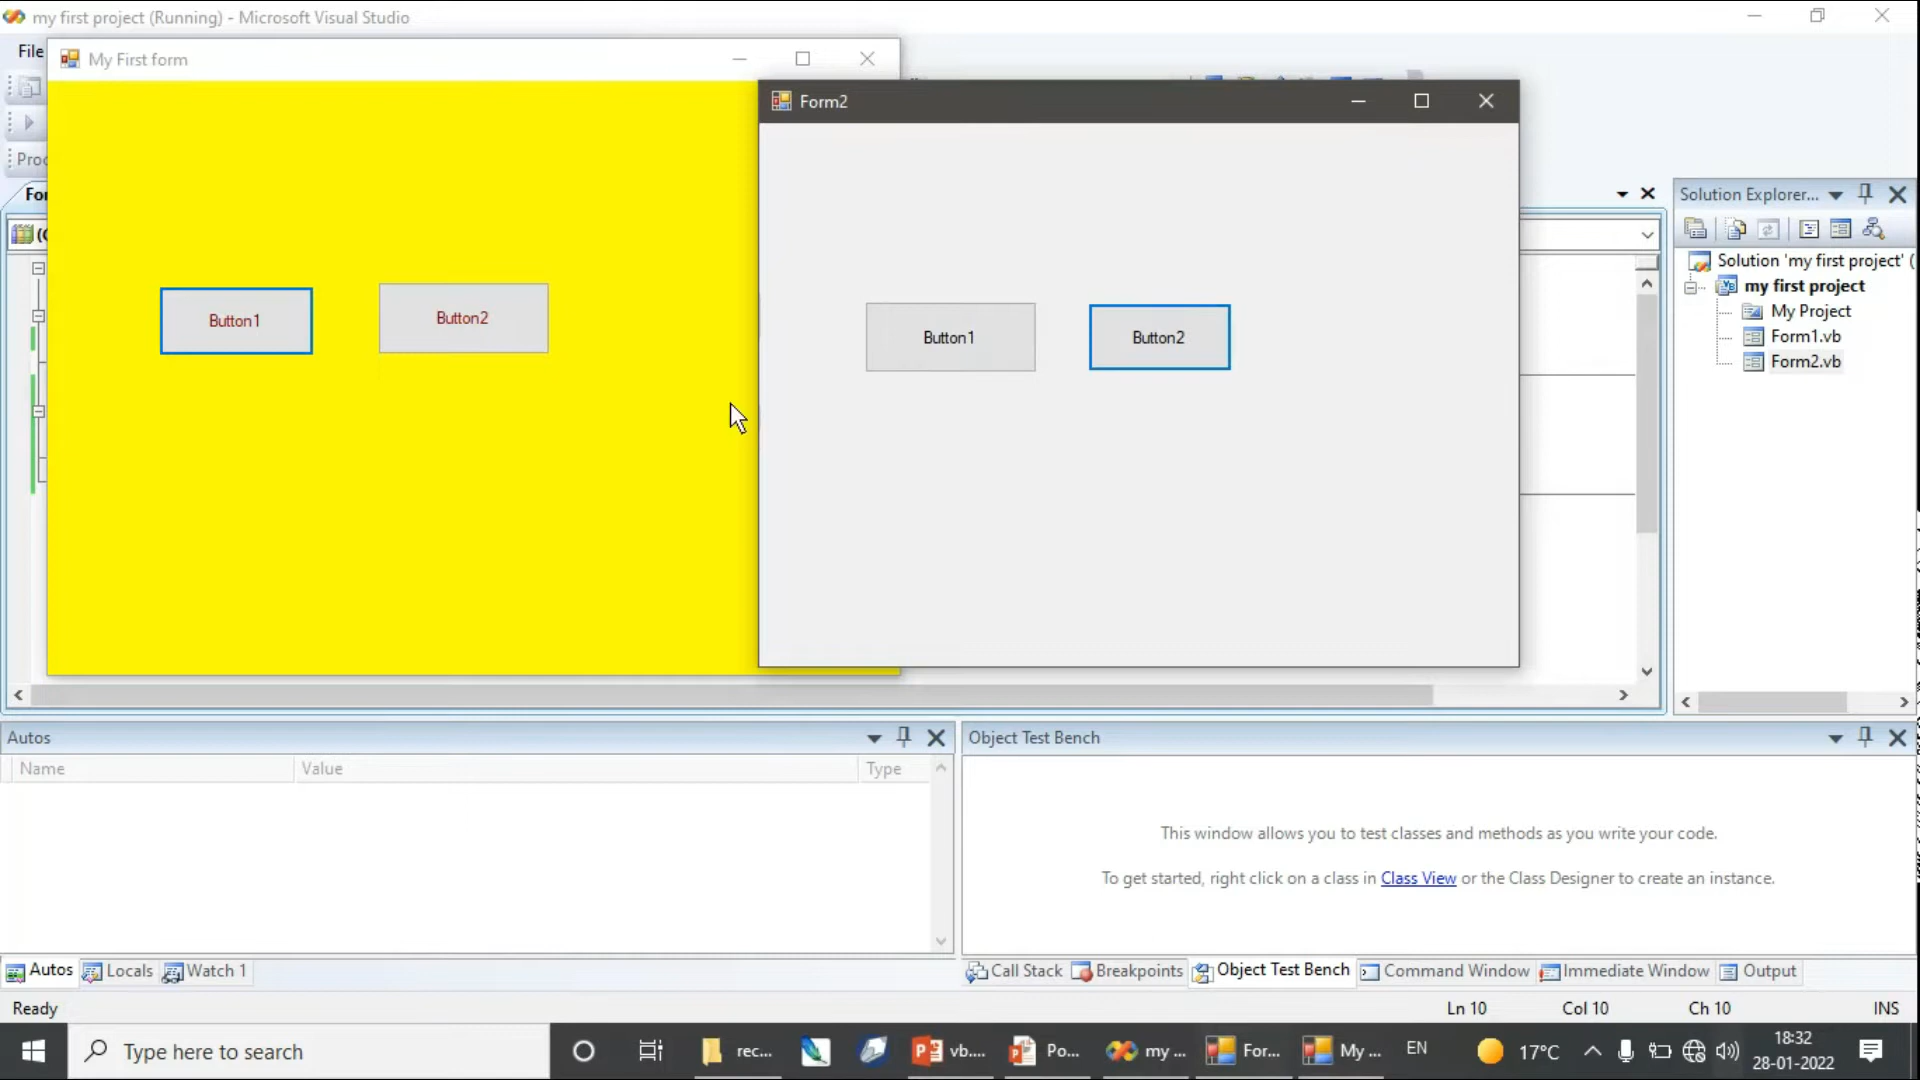 my first project (Running) - Microsoft Visual Studio
File
My First form
Form2
Button1
Button2
Button1
Button2
Solution Explorer...
Solution 'my first project' (
my first project
My Project
Form1.vb
Form2.vb
Autos
Name
Value
Type
Object Test Bench
This window allows you to test classes and methods as you write your code.
To get started, right click on a class in Class View or the Class Designer to create an instance.
Autos
Locals
Watch 1
Call Stack
Breakpoints
Object Test Bench
Command Window
Immediate Window
Output
Ready
Ln 10
Col 10
Ch 10
INS
Type here to search
rec...
vb....
Po...
my ...
For...
My ...
EN
17°C
18:32
28-01-2022